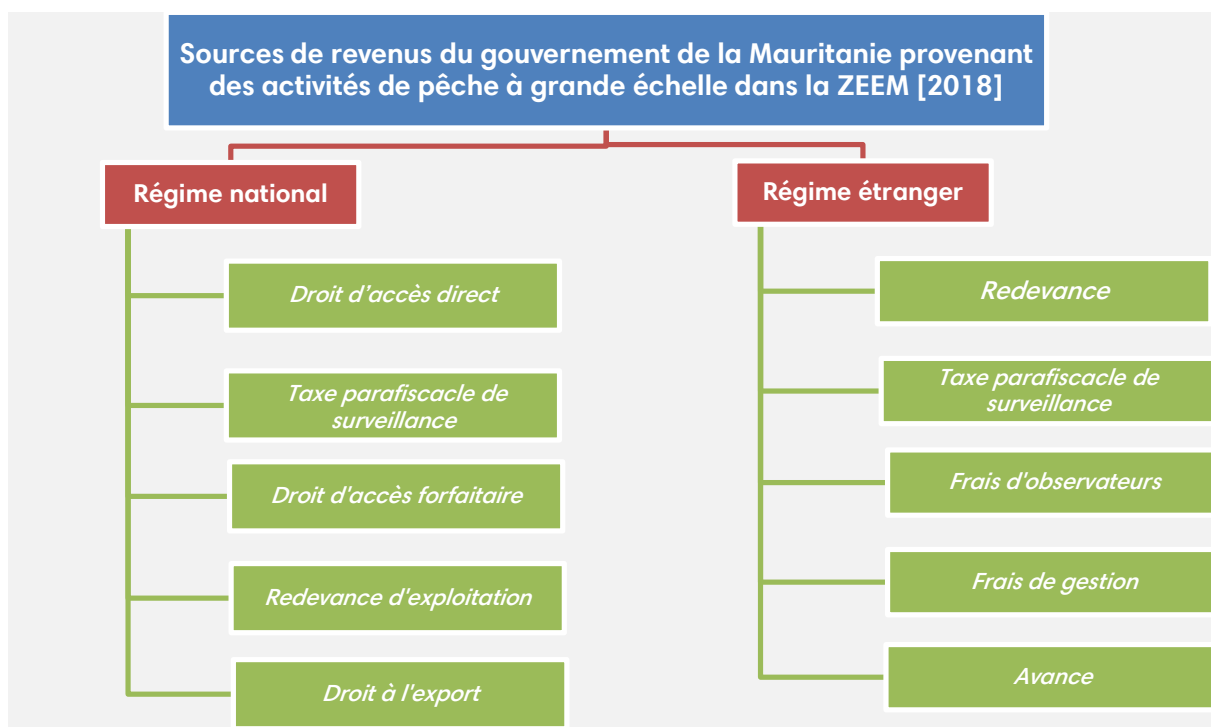 Sources de revenus du gouvernement de la Mauritanie provenant
des activités de pêche à grande échelle dans la ZEEM [2018]
Régime national
Droit d’accès direct
Taxe parafiscacle de
surveillance
Droit d'accès forfaitaire
Redevance d'exploitation
Droit à l'export
Régime étranger
Redevance
Taxe parafiscacle de
surveillance
Frais d'observateurs
Frais de gestion
Avance